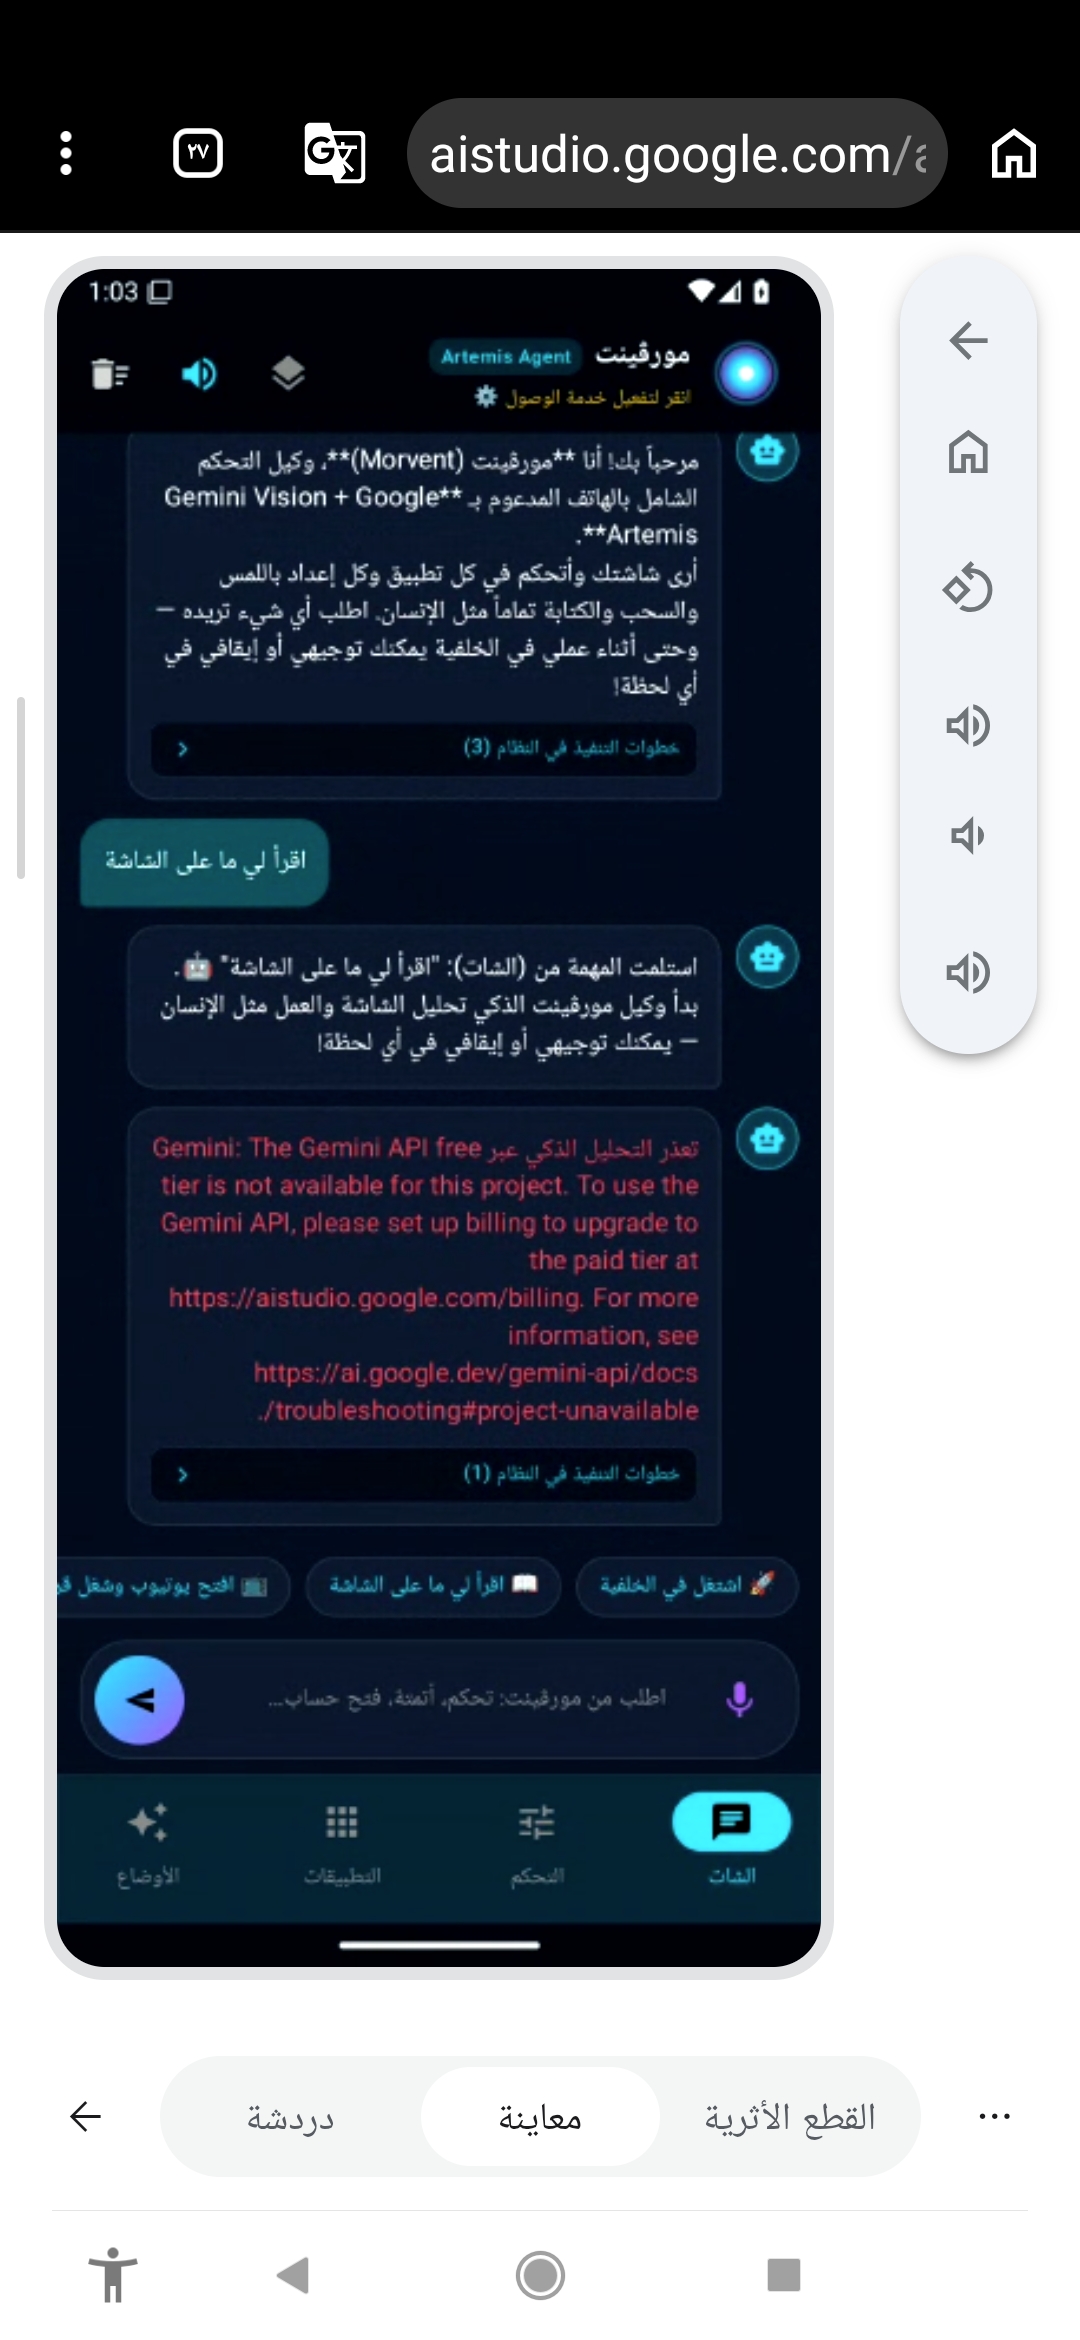 ٢٧
aistudio.google.com/a
1:03
مورڤينت Artemis Agent
انقر لتفعيل خدمة الوصول ⚙️
مرحباً بك! أنا **مورڤينت (Morvent)**، وكيل التحكم
الشامل بالهاتف المدعوم بـ **Gemini Vision + Google
Artemis**.
أرى شاشتك وأتحكم في كل تطبيق وكل إعداد باللمس
والسحب والكتابة تماماً مثل الإنسان. اطلب أي شيء تريده —
وحتى أثناء عملي في الخلفية يمكنك توجيهي أو إيقافي في
أي لحظة!
خطوات التنفيذ في النظام (3)
اقرأ لي ما على الشاشة
استلمت المهمة من (الشات): "اقرأ لي ما على الشاشة" 🤖.
بدأ وكيل مورڤينت الذكي تحليل الشاشة والعمل مثل الإنسان
— يمكنك توجيهي أو إيقافي في أي لحظة!
تعذر التحليل الذكي عبر Gemini: The Gemini API free
tier is not available for this project. To use the
Gemini API, please set up billing to upgrade to
the paid tier at
https://aistudio.google.com/billing. For more
information, see
https://ai.google.dev/gemini-api/docs
/troubleshooting#project-unavailable.
خطوات التنفيذ في النظام (1)
🚀 اشتغل في الخلفية
📖 اقرأ لي ما على الشاشة
📺 افتح يوتيوب وشغل قر
اطلب من مورڤينت: تحكم، أتمتة، فتح حساب...
الشات
التحكم
التطبيقات
الأوضاع
القطع الأثرية
معاينة
دردشة